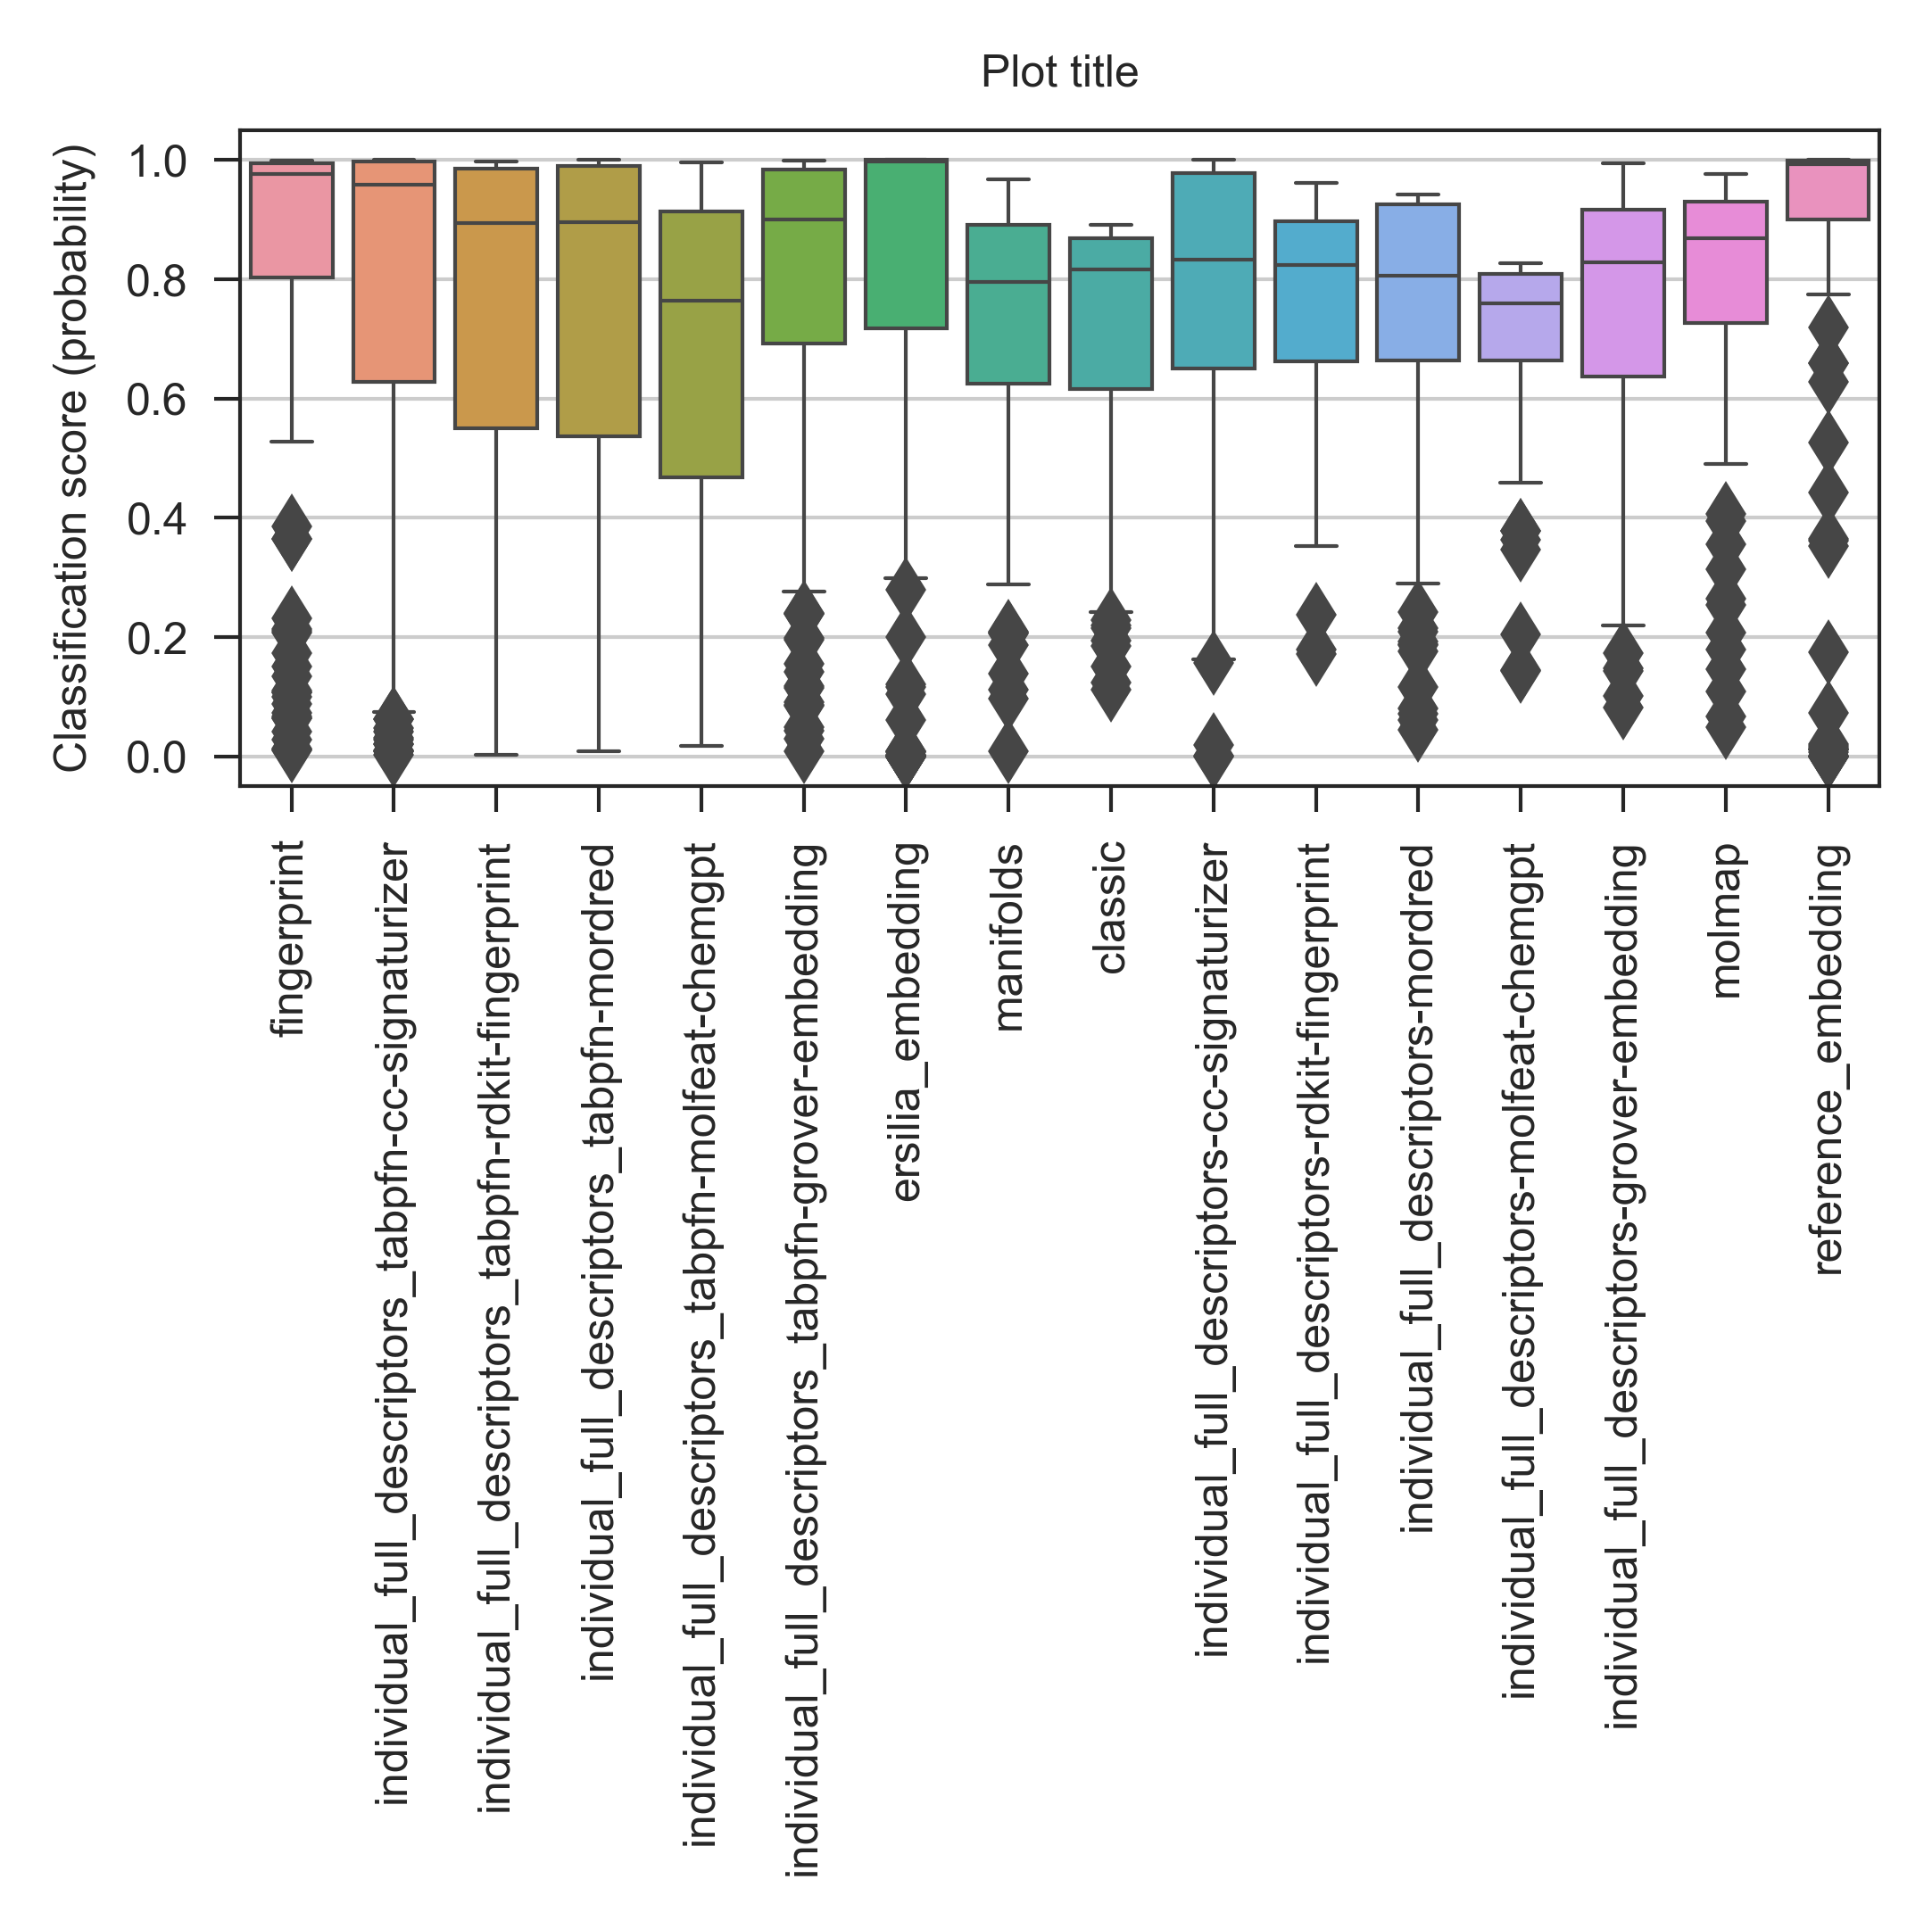 Plot title
Classification score (probability)
1.0
0.8
0.6
0.4
0.2
0.0
fingerprint
individual_full_descriptors_tabpfn-cc-signaturizer
individual_full_descriptors_tabpfn-rdkit-fingerprint
individual_full_descriptors_tabpfn-mordred
individual_full_descriptors_tabpfn-molfeat-chemgpt
individual_full_descriptors_tabpfn-grover-embedding
ersilia_embedding
manifolds
classic
individual_full_descriptors-cc-signaturizer
individual_full_descriptors-rdkit-fingerprint
individual_full_descriptors-mordred
individual_full_descriptors-molfeat-chemgpt
individual_full_descriptors-grover-embedding
molmap
reference_embedding